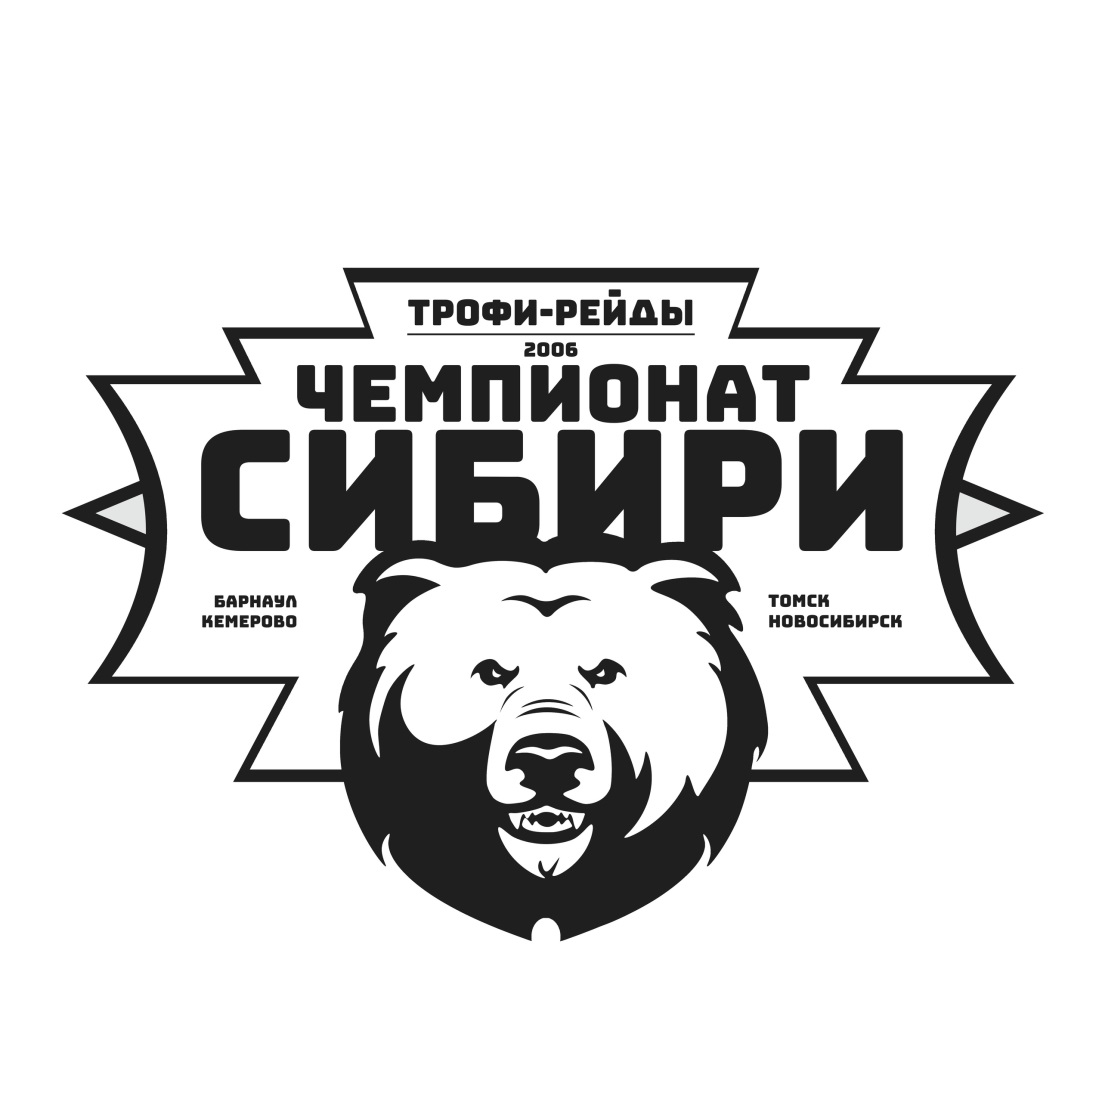 ТРОФИ-РЕЙДЫ
2006
ЧЕМПИОНАТ
СИБИРИ
БАРНАУЛ
КЕМЕРОВО
ТОМСК
НОВОСИБИРСК